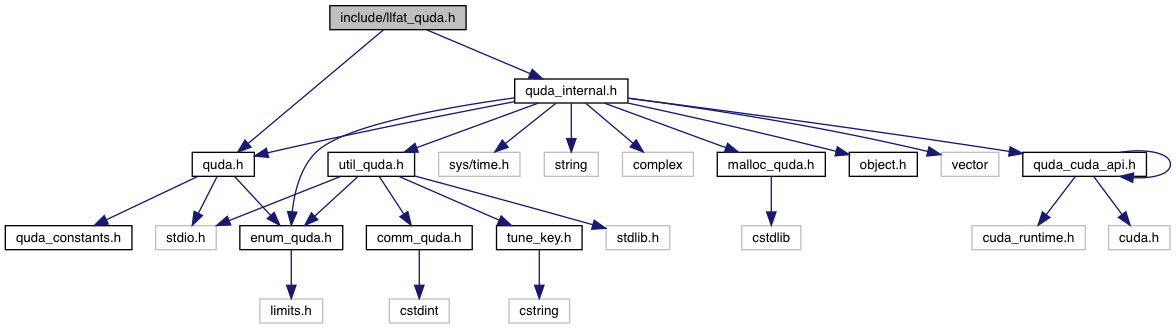 include/llfat_quda.h
quda_internal.h
quda.h
util_quda.h
sys/time.h
string
complex
malloc_quda.h
object.h
vector
quda_cuda_api.h
quda_constants.h
stdio.h
enum_quda.h
comm_quda.h
tune_key.h
stdlib.h
cstdlib
cuda_runtime.h
cuda.h
limits.h
cstdint
cstring